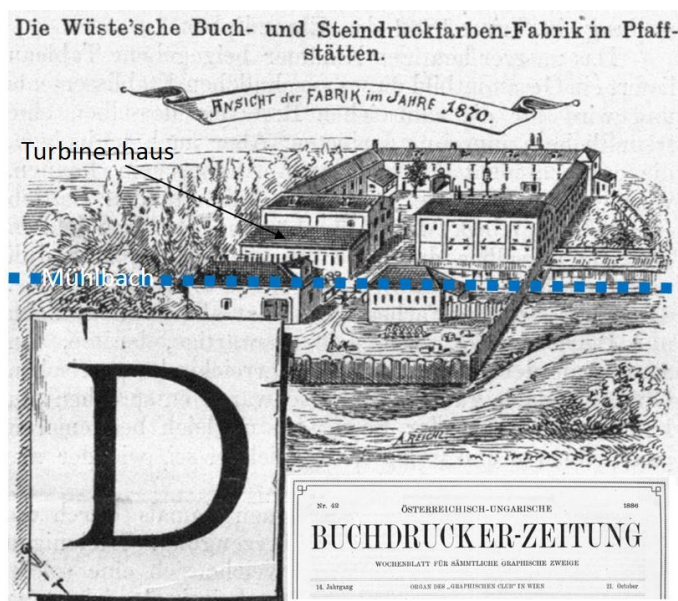 Die Wüste'sche Buch- und Steindruckfarben-Fabrik in Pfaff-
stätten.
ANSICHT der FABRIK im JAHRE 1870.
Turbinenhaus
Mühlbach
D
A. REICHL
Nr. 42
ÖSTERREICHISCH-UNGARISCHE
1886
BUCHDRUCKER-ZEITUNG
WOCHENBLATT FÜR SÄMMTLICHE GRAPHISCHE ZWEIGE
14. Jahrgang
ORGAN DES „GRAPHISCHEN CLUB" IN WIEN
21. October